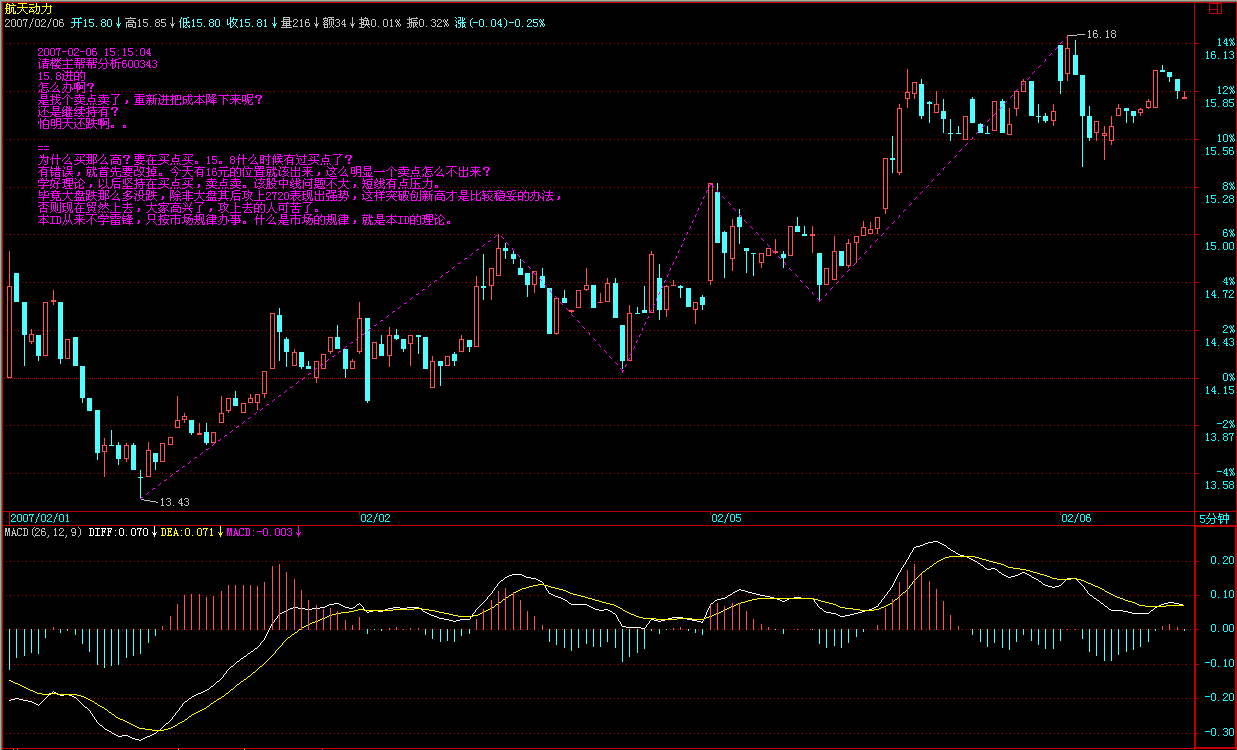 航天动力
2007/02/06 开15.80↓高15.85↓低15.80 收15.81↓量216↓额34↓换0.01% 振0.32% 涨(-0.04)-0.25%
16.18
2007-02-06 15:15:04
请楼主帮帮分析600343
15.8进的
怎么办啊？
是找个卖点卖了，重新进把成本降下来呢？
还是继续持有？
怕明天还跌啊。。
==
为什么买那么高？要在买点买。15。8什么时候有过买点了？
有错误，就首先要改掉。今天有16元的位置就该出来，这么明显一个卖点怎么不出来？
学好理论，以后坚持在买点买，卖点卖。该股中线问题不大，短线有点压力。
毕竟大盘跌那么多没跌，除非大盘其后攻上2720表现出强势，这样突破创新高才是比较稳妥的办法，
否则现在贸然上去，大家高兴了，攻上去的人可苦了。
本ID从来不学雷锋，只按市场规律办事。什么是市场的规律，就是本ID的理论。
14%
16.13
12%
15.85
10%
15.56
8%
15.28
6%
15.00
4%
14.72
2%
14.43
0%
14.15
-2%
13.87
-4%
13.58
13.43
2007/02/01 02/02 02/05 02/06 5分钟
MACD(26,12,9) DIFF:0.070↓ DEA:0.071↓ MACD:-0.003↓
0.20
0.10
0.00
-0.10
-0.20
-0.30